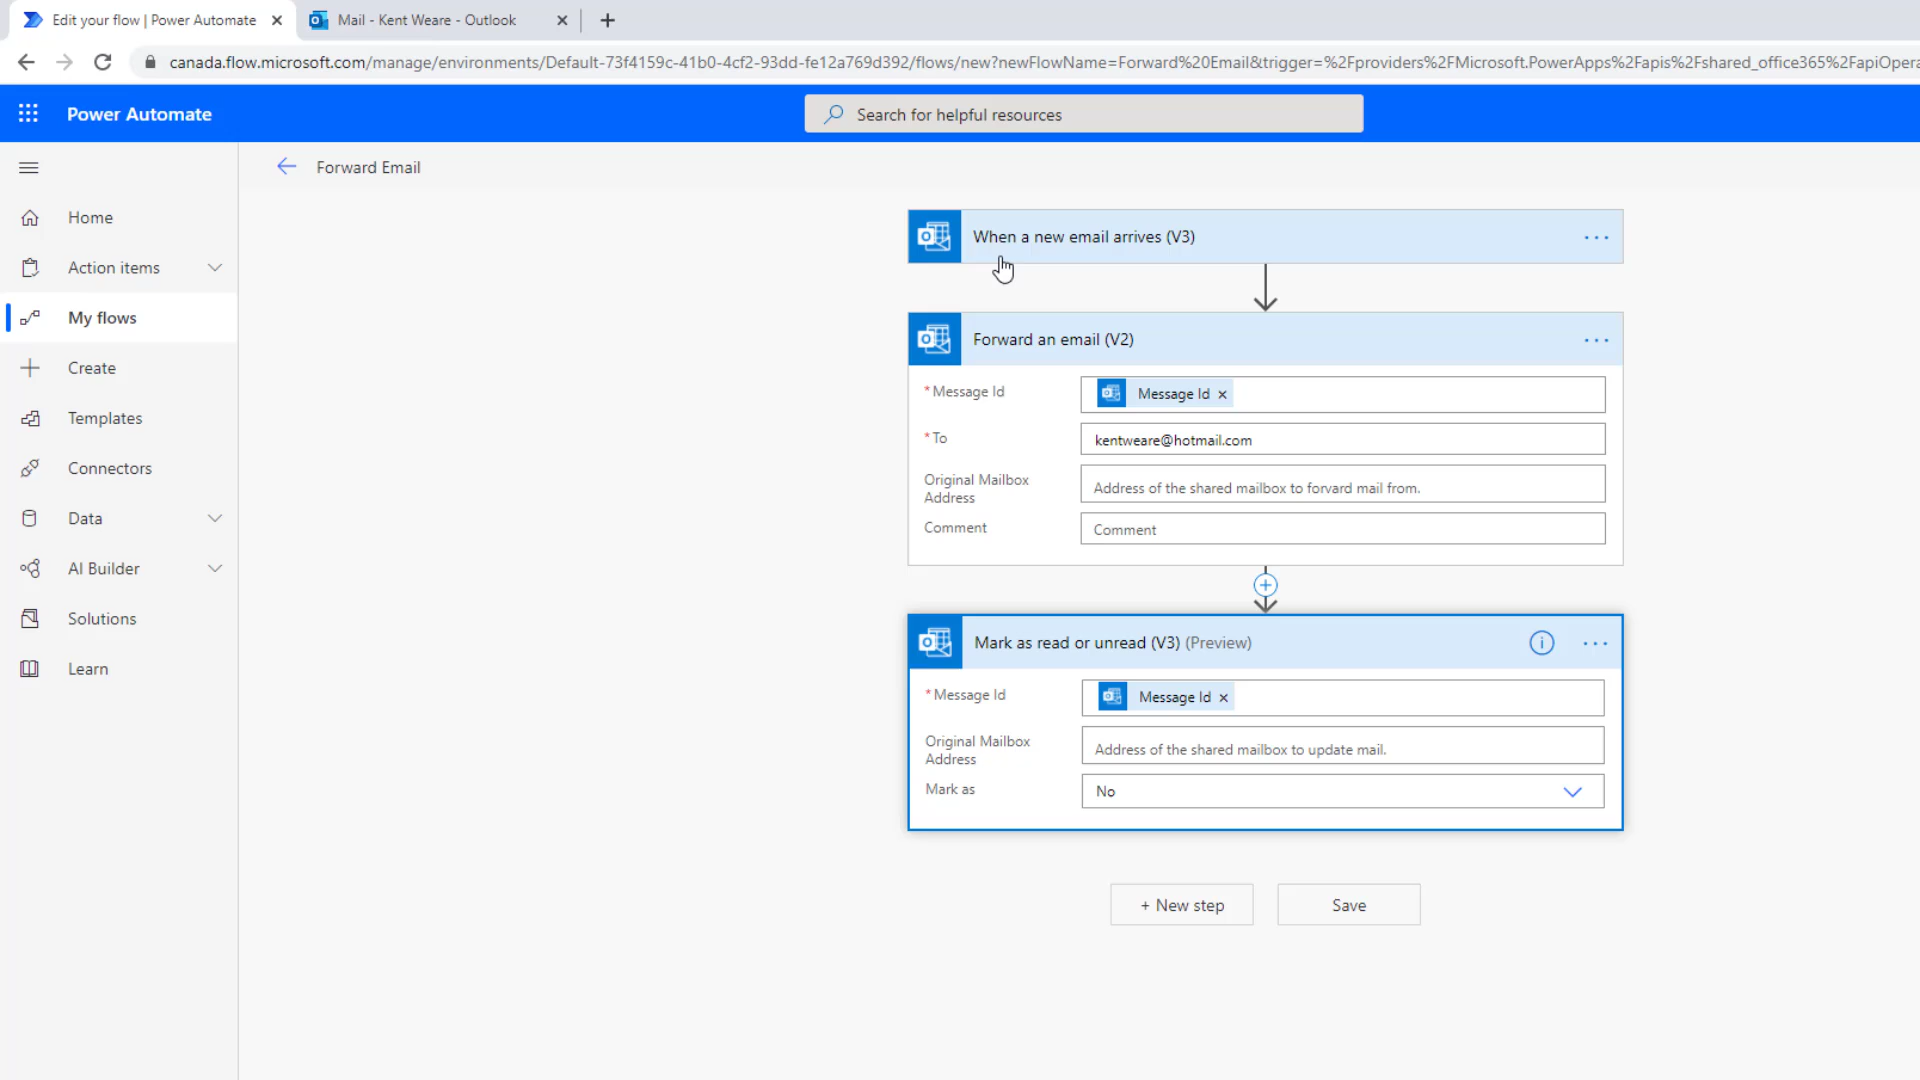 Edit your flow | Power Automate
Mail - Kent Weare - Outlook
canada.flow.microsoft.com/manage/environments/Default-73f4159c-41b0-4cf2-93dd-fe12a769d392/flows/new?newFlowName=Forward%20Email&trigger=%2Fproviders%2FMicrosoft.PowerApps%2Fapis%2Fshared_office365%2FapiOpera
Power Automate
Search for helpful resources
Forward Email
Home
Action items
My flows
Create
Templates
Connectors
Data
AI Builder
Solutions
Learn
When a new email arrives (V3)
Forward an email (V2)
* Message Id
Message Id
* To
kentweare@hotmail.com
Original Mailbox
Address
Address of the shared mailbox to forvard mail from.
Comment
Comment
Mark as read or unread (V3) (Preview)
* Message Id
Message Id
Original Mailbox
Address
Address of the shared mailbox to update mail.
Mark as
No
+ New step
Save